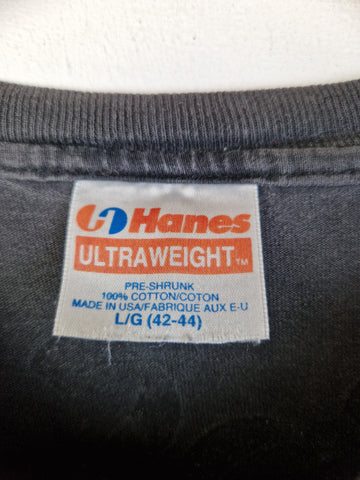 Hanes
ULTRAWEIGHT™
PRE-SHRUNK
100% COTTON/COTON
MADE IN USA/FABRIQUE AUX E-U
L/G (42-44)